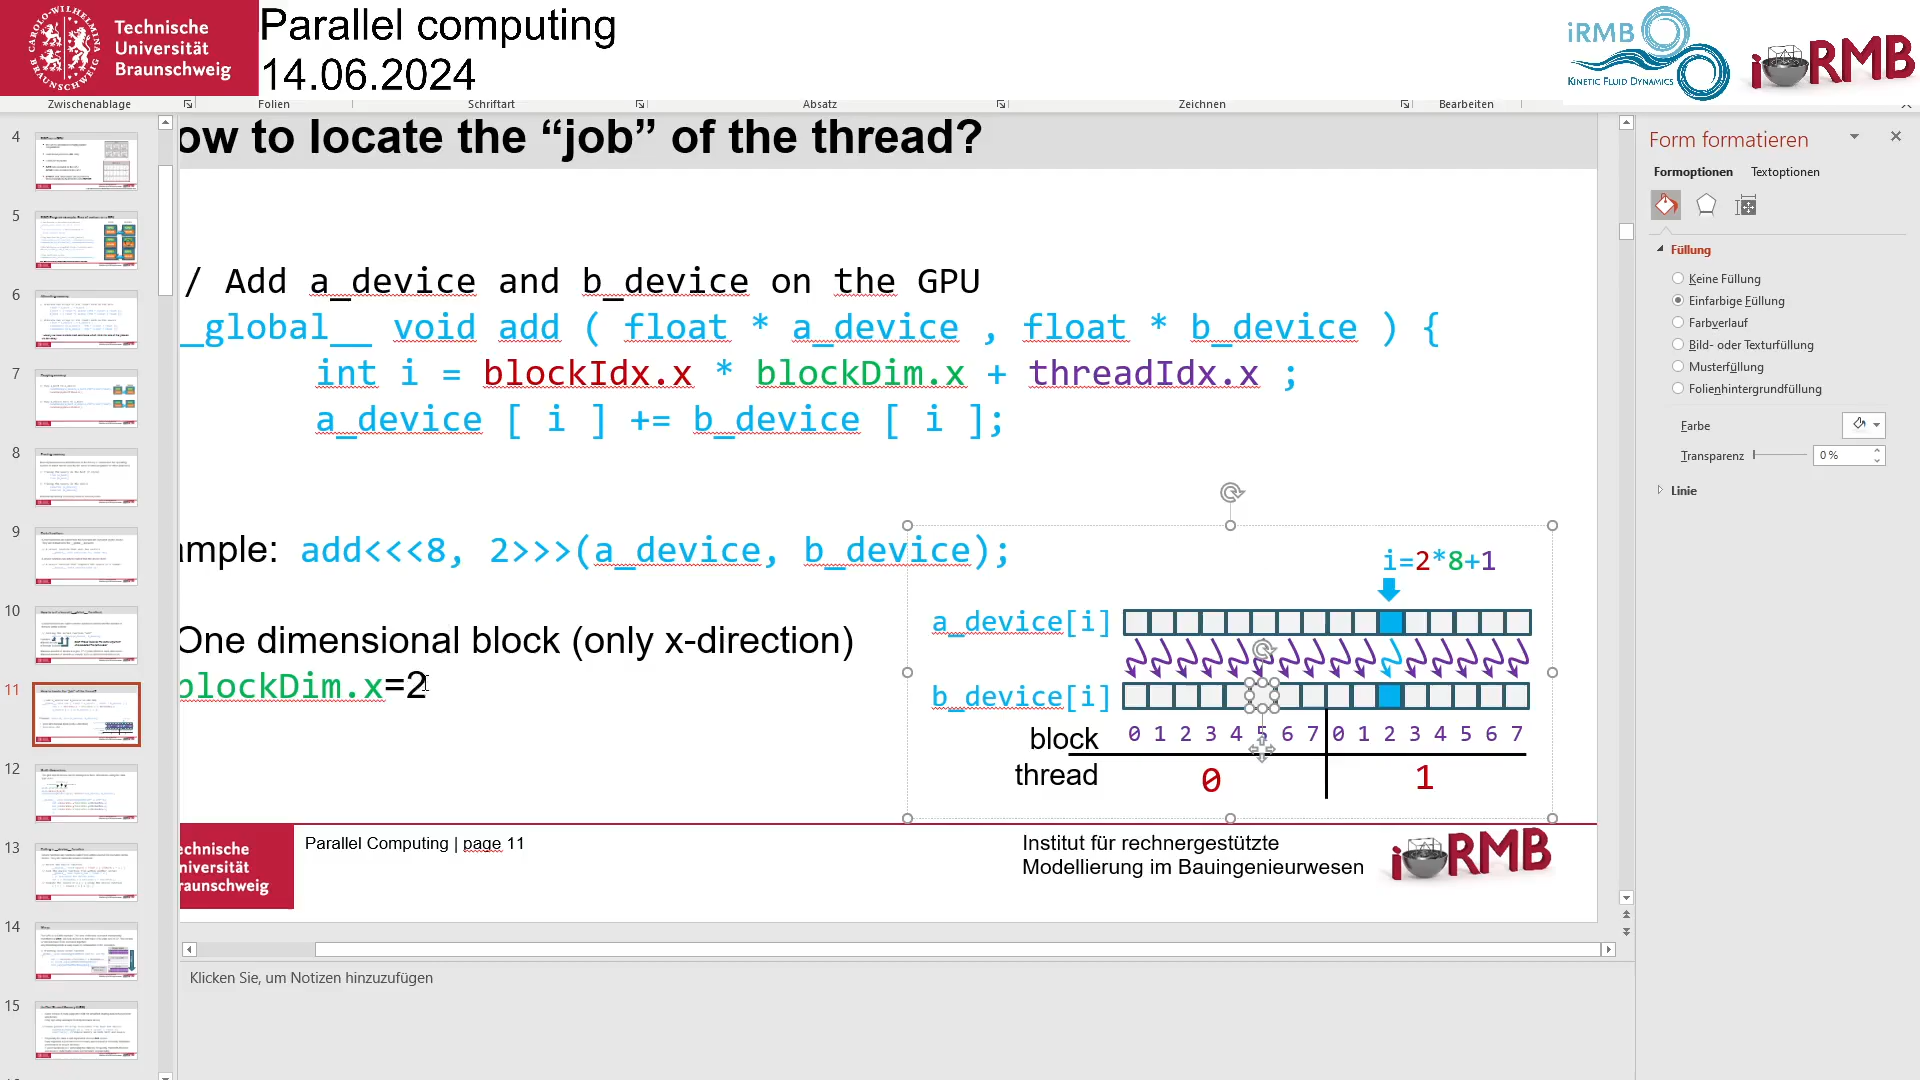 Technische
Universität
Braunschweig
Parallel computing
14.06.2024
iRMB
KINETIC FLUID DYNAMICS
iRMB
CAROLO-WILHELMINA
BRAUNSCHWEIG
Zwischenablage
Folien
Schriftart
Absatz
Zeichnen
Bearbeiten
4
5
6
7
8
9
10
11
12
13
14
15
ow to locate the “job” of the thread?
/ Add a_device and b_device on the GPU
_global__ void add ( float * a_device , float * b_device ) {
int i = blockIdx.x * blockDim.x + threadIdx.x ;
a_device [ i ] += b_device [ i ];
ample: add<<<8, 2>>>(a_device, b_device);
One dimensional block (only x-direction)
blockDim.x=2
i=2*8+1
a_device[i]
b_device[i]
block 0 1 2 3 4 5 6 7 0 1 2 3 4 5 6 7
thread 0 1
echnische
niversität
raunschweig
Parallel Computing | page 11
Institut für rechnergestützte
Modellierung im Bauingenieurwesen
iRMB
Klicken Sie, um Notizen hinzuzufügen
Form formatieren
Formoptionen Textoptionen
Füllung
Keine Füllung
Einfarbige Füllung
Farbverlauf
Bild- oder Texturfüllung
Musterfüllung
Folienhintergrundfüllung
Farbe
Transparenz 0 %
Linie